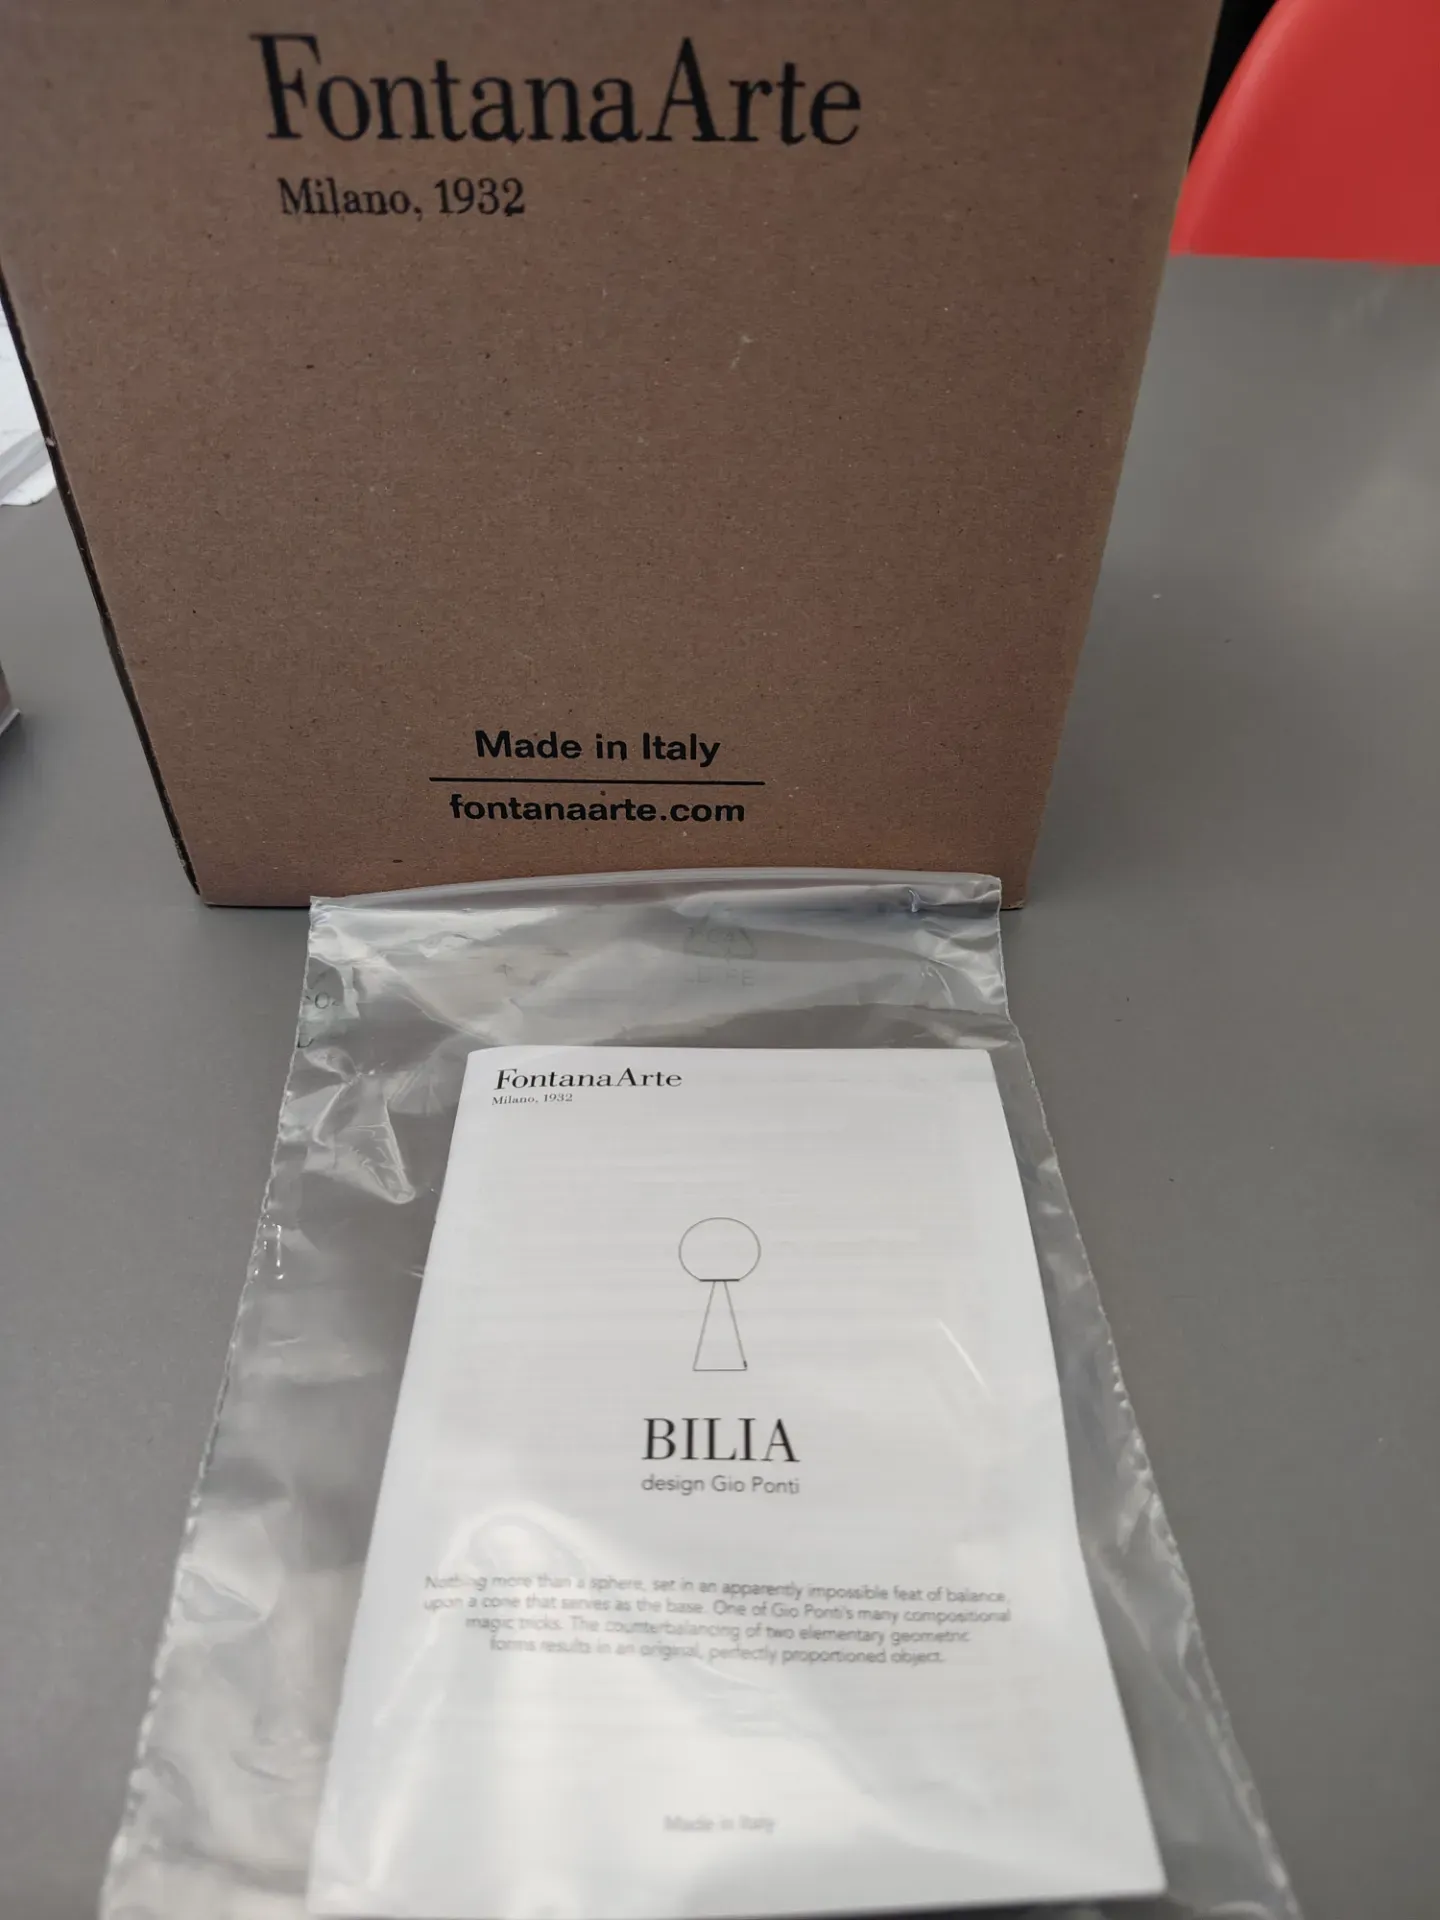 FontanaArte
Milano, 1932
Made in Italy
fontanaarte.com
FontanaArte
Milano, 1932
BILIA
design Gio Ponti
Nothing more than a sphere, set in an apparently impossible feat of balance,
upon a cone that serves as the base. One of Gio Ponti's many compositional
magic tricks. The counterbalancing of two elementary geometric
forms results in an original, perfectly proportioned object.
Made in Italy